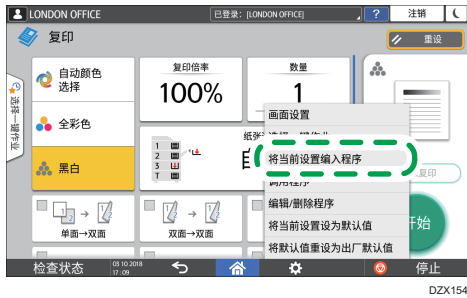 LONDON OFFICE
已登录： [LONDON OFFICE]
?
注销
复印
重设
选择一键作业
自动颜色
选择
全彩色
黑白
复印倍率
100%
数量
1
纸张
1
2
3
T
自
单面→双面
双面→双面
画面设置
将当前设置编入程序
调用程序
编辑/删除程序
将当前设置设为默认值
将默认值重设为出厂默认值
复印
开始
检查状态
03 10 2018
17:09
停止
DZX154